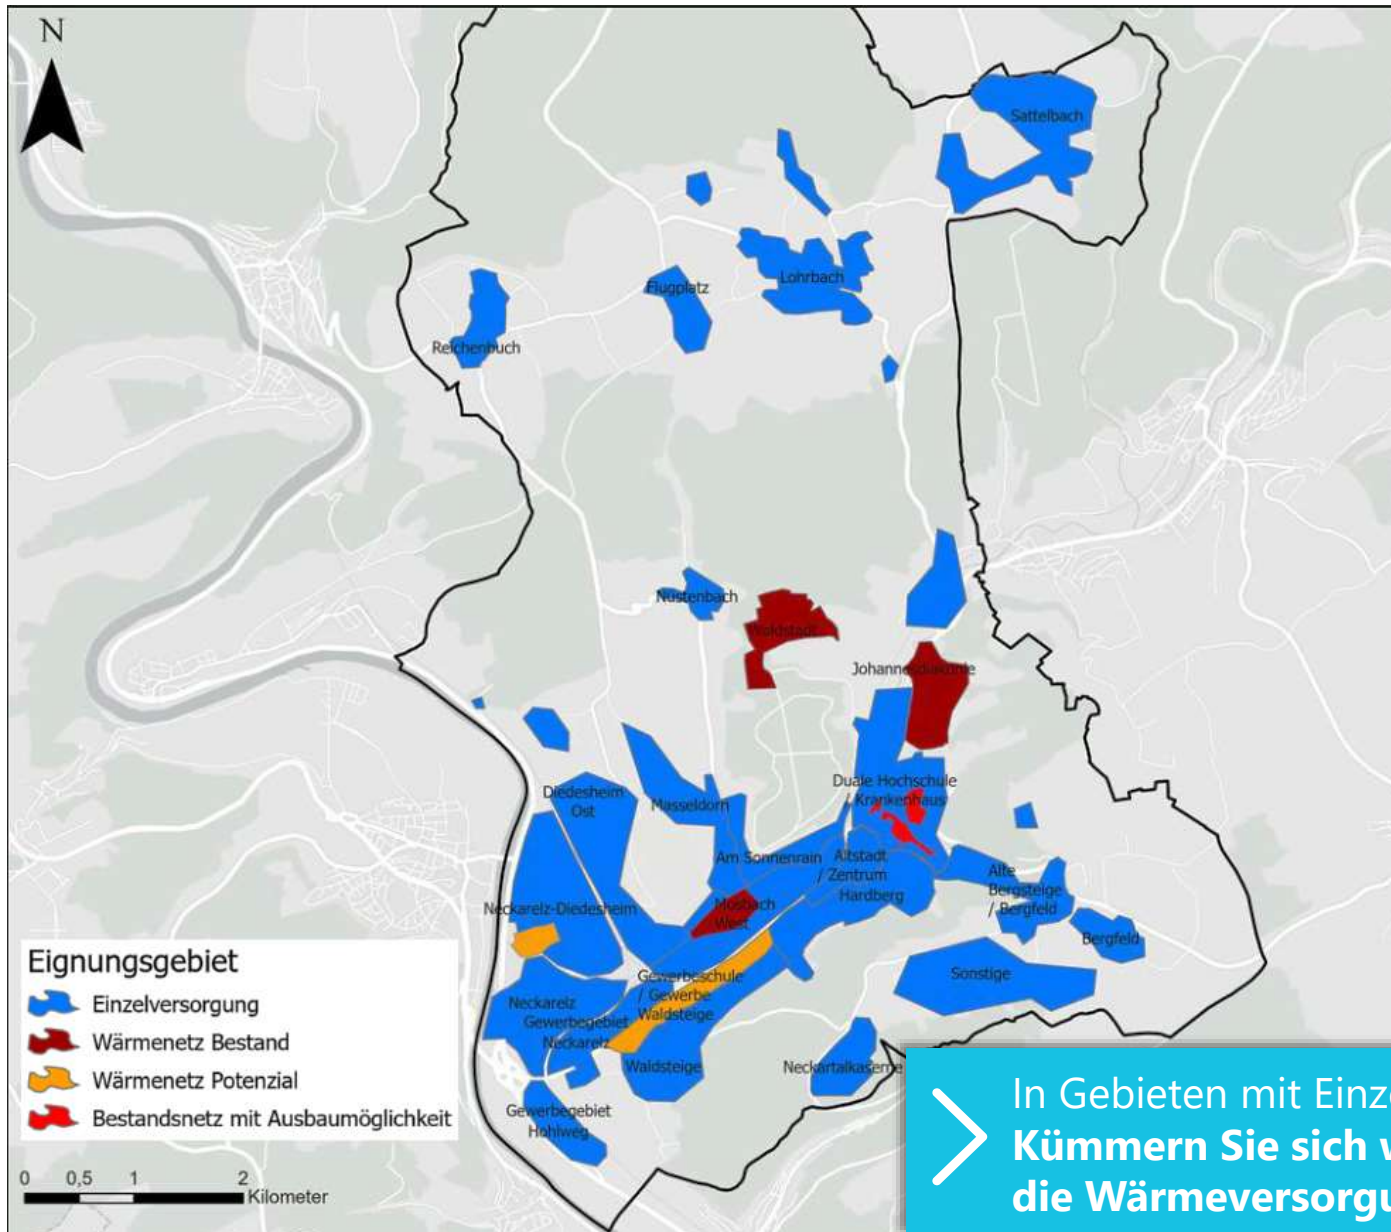 N
Sattelbach
Lohrbach
Flugplatz
Reichenbuch
Nüstenbach
Waldstadt
Johannesdiakonie
Duale Hochschule
/ Krankenhaus
Diedesheim
Ost
Masseldorn
Am Sonnenrain
Altstadt
/ Zentrum
Hardberg
Alte
Bergsteige
/ Bergfeld
Neckarelz-Diedesheim
Mosbach
West
Bergfeld
Sonstige
Gewerbeschule
/ Gewerbe
Waldsteige
Neckarelz
Gewerbegebiet
Neckarelz
Waldsteige
Neckartalkaserne
Gewerbegebiet
Hohlweg
Eignungsgebiet
Einzelversorgung
Wärmenetz Bestand
Wärmenetz Potenzial
Bestandsnetz mit Ausbaumöglichkeit
0 0,5 1 2
Kilometer
In Gebieten mit Einze
Kümmern Sie sich w
die Wärmeversorgu